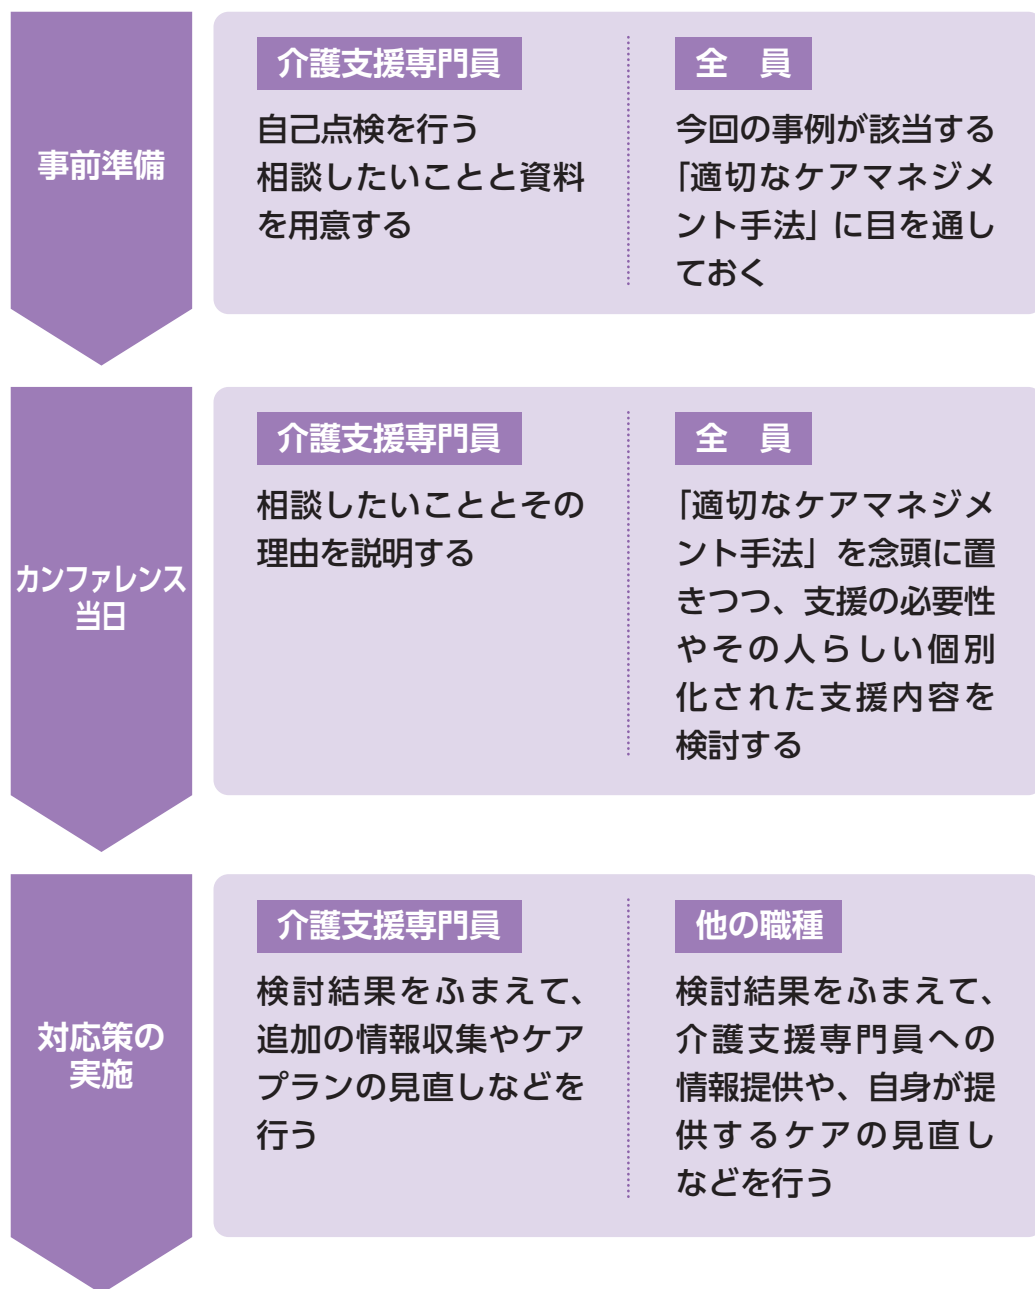 事前準備
介護支援専門員
自己点検を行う
相談したいことと資料
を用意する
全　員
今回の事例が該当する
「適切なケアマネジメ
ント手法」に目を通し
ておく
カンファレンス
当日
介護支援専門員
相談したいこととその
理由を説明する
全　員
「適切なケアマネジメ
ント手法」を念頭に置
きつつ、支援の必要性
やその人らしい個別
化された支援内容を
検討する
対応策の
実施
介護支援専門員
検討結果をふまえて、
追加の情報収集やケア
プランの見直しなどを
行う
他の職種
検討結果をふまえて、
介護支援専門員への
情報提供や、自身が提
供するケアの見直し
などを行う